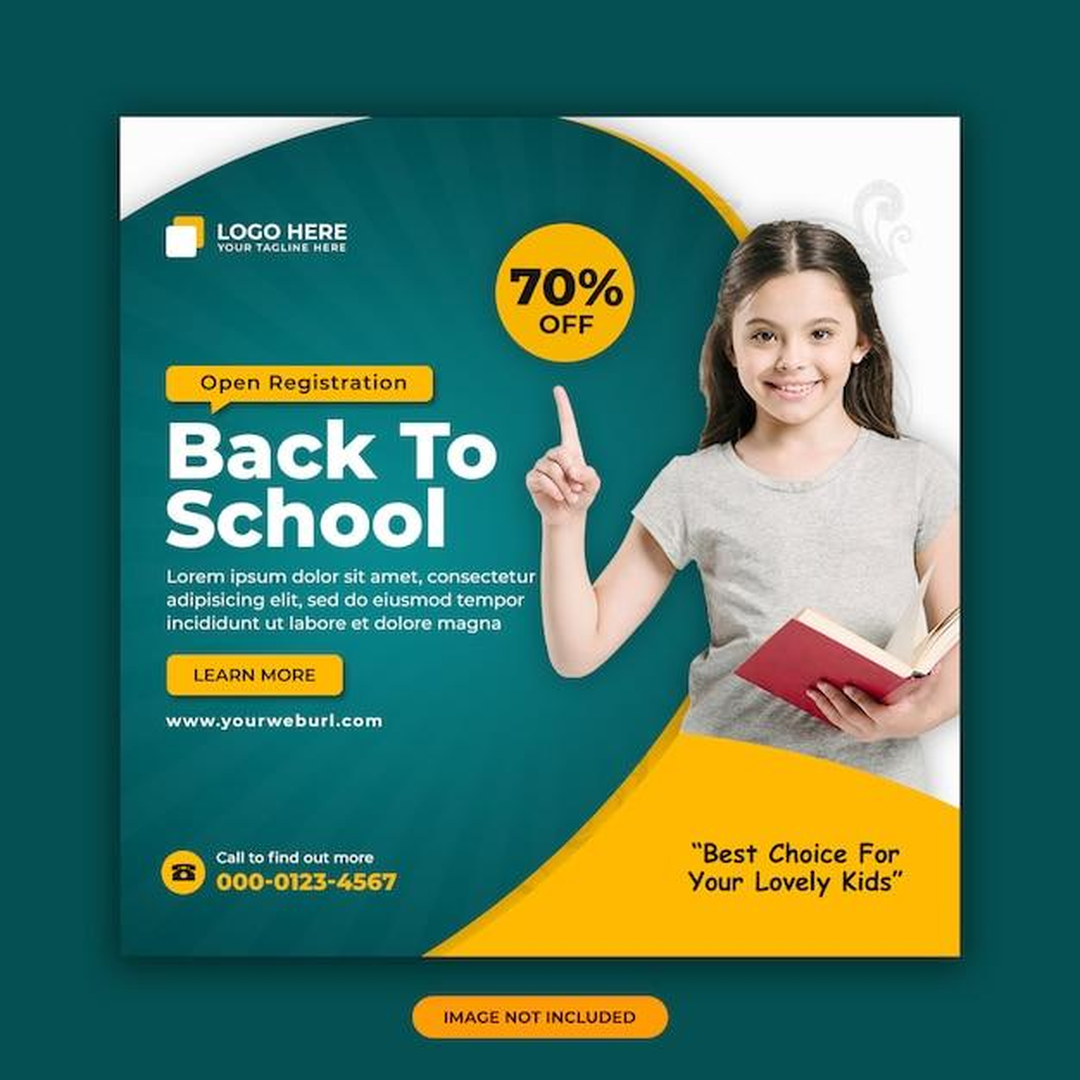 LOGO HERE
YOUR TAGLINE HERE
70%
OFF
Open Registration
Back To
School
Lorem ipsum dolor sit amet, consectetur
adipisicing elit, sed do eiusmod tempor
incididunt ut labore et dolore magna
LEARN MORE
www.yourweburl.com
Call to find out more
000-0123-4567
“Best Choice For
Your Lovely Kids”
IMAGE NOT INCLUDED